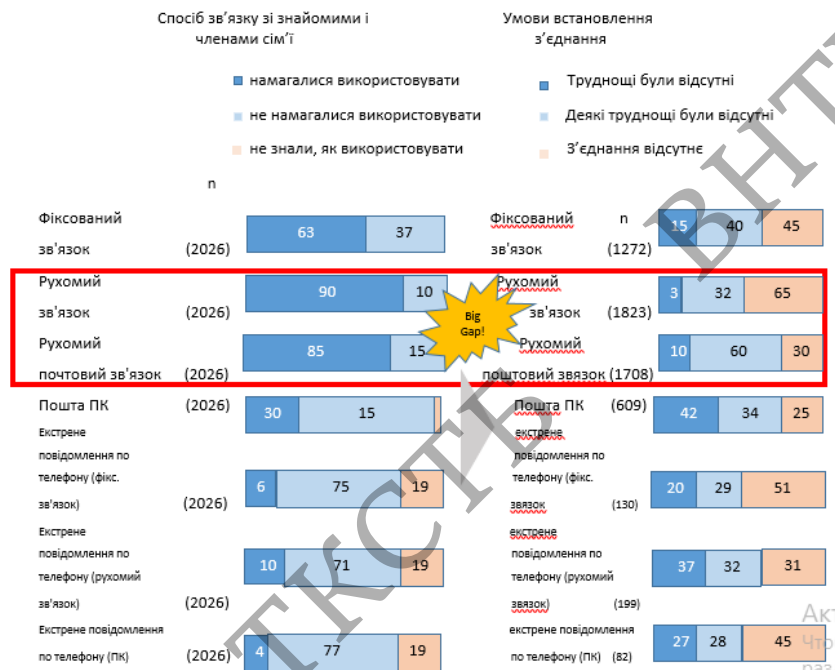 Спосіб зв’язку зі знайомими і
членами сім’ї
Умови встановлення
з’єднання
намагалися використовувати
не намагалися використовувати
не знали, як використовувати
Труднощі були відсутні
Деякі труднощі були відсутні
З’єднання відсутнє
n
Фіксований
зв'язок (2026) 63 37
Рухомий
зв'язок (2026) 90 10
Рухомий
почтовий зв'язок (2026) 85 15
Пошта ПК (2026) 30 15
Екстрене
повідомлення по
телефону (фікс.
зв'язок) (2026) 6 75 19
Екстрене
повідомлення по
телефону (рухомий
зв'язок) (2026) 10 71 19
Екстрене повідомлення
по телефону (ПК) (2026) 4 77 19
Big
Gap!
Фіксований n
зв'язок (1272) 15 40 45
Рухомий
зв'язок (1823) 3 32 65
Рухомий
поштовий звязок (1708) 10 60 30
Пошта ПК (609) 42 34 25
екстрене
повідомлення по
телефону (фікс.
звязок (130) 20 29 51
екстрене
повідомлення по
телефону (рухомий
звязок) (199) 37 32 31
екстрене повідомлення
по телефону (ПК) (82) 27 28 45
ТКСТБ ВНТ